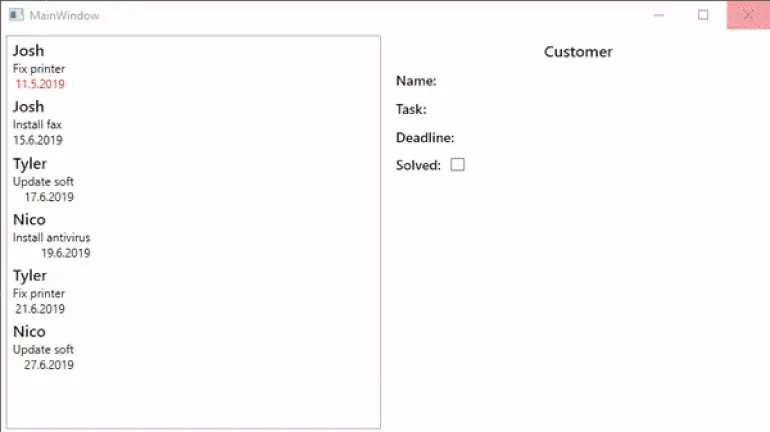 MainWindow
Josh
Fix printer
11.5.2019
Josh
Install fax
15.6.2019
Tyler
Update soft
17.6.2019
Nico
Install antivirus
19.6.2019
Tyler
Fix printer
21.6.2019
Nico
Update soft
27.6.2019
Customer
Name:
Task:
Deadline:
Solved: